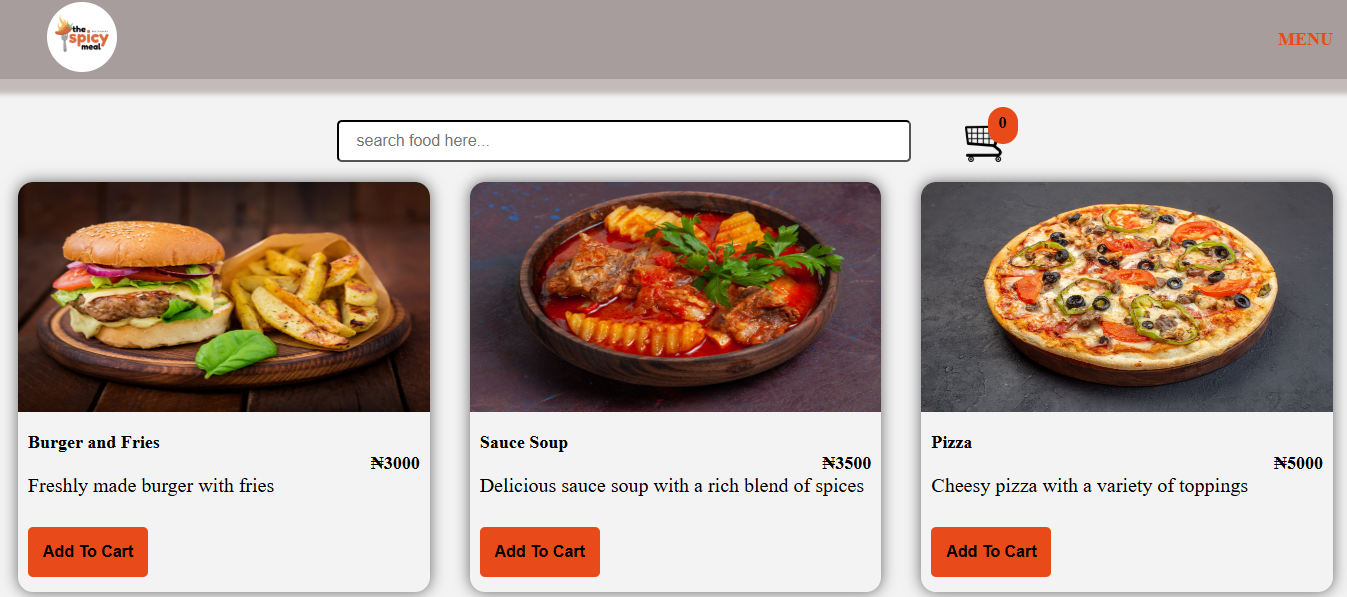 the
spicy
meal
MENU
search food here...
0
Burger and Fries
₦3000
Freshly made burger with fries
Add To Cart
Sauce Soup
₦3500
Delicious sauce soup with a rich blend of spices
Add To Cart
Pizza
₦5000
Cheesy pizza with a variety of toppings
Add To Cart